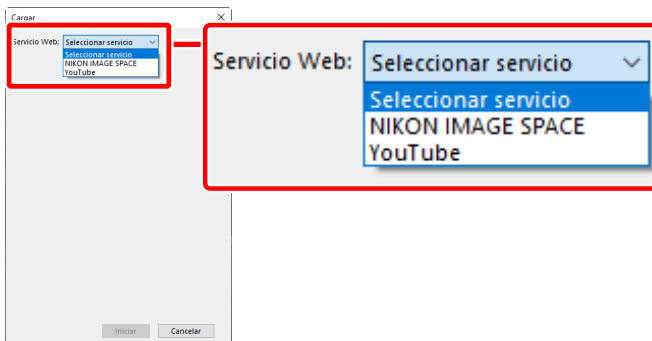 Cargar
Servicio Web: Seleccionar servicio
Seleccionar servicio
NIKON IMAGE SPACE
YouTube
Servicio Web: Seleccionar servicio
Seleccionar servicio
NIKON IMAGE SPACE
YouTube
Iniciar Cancelar